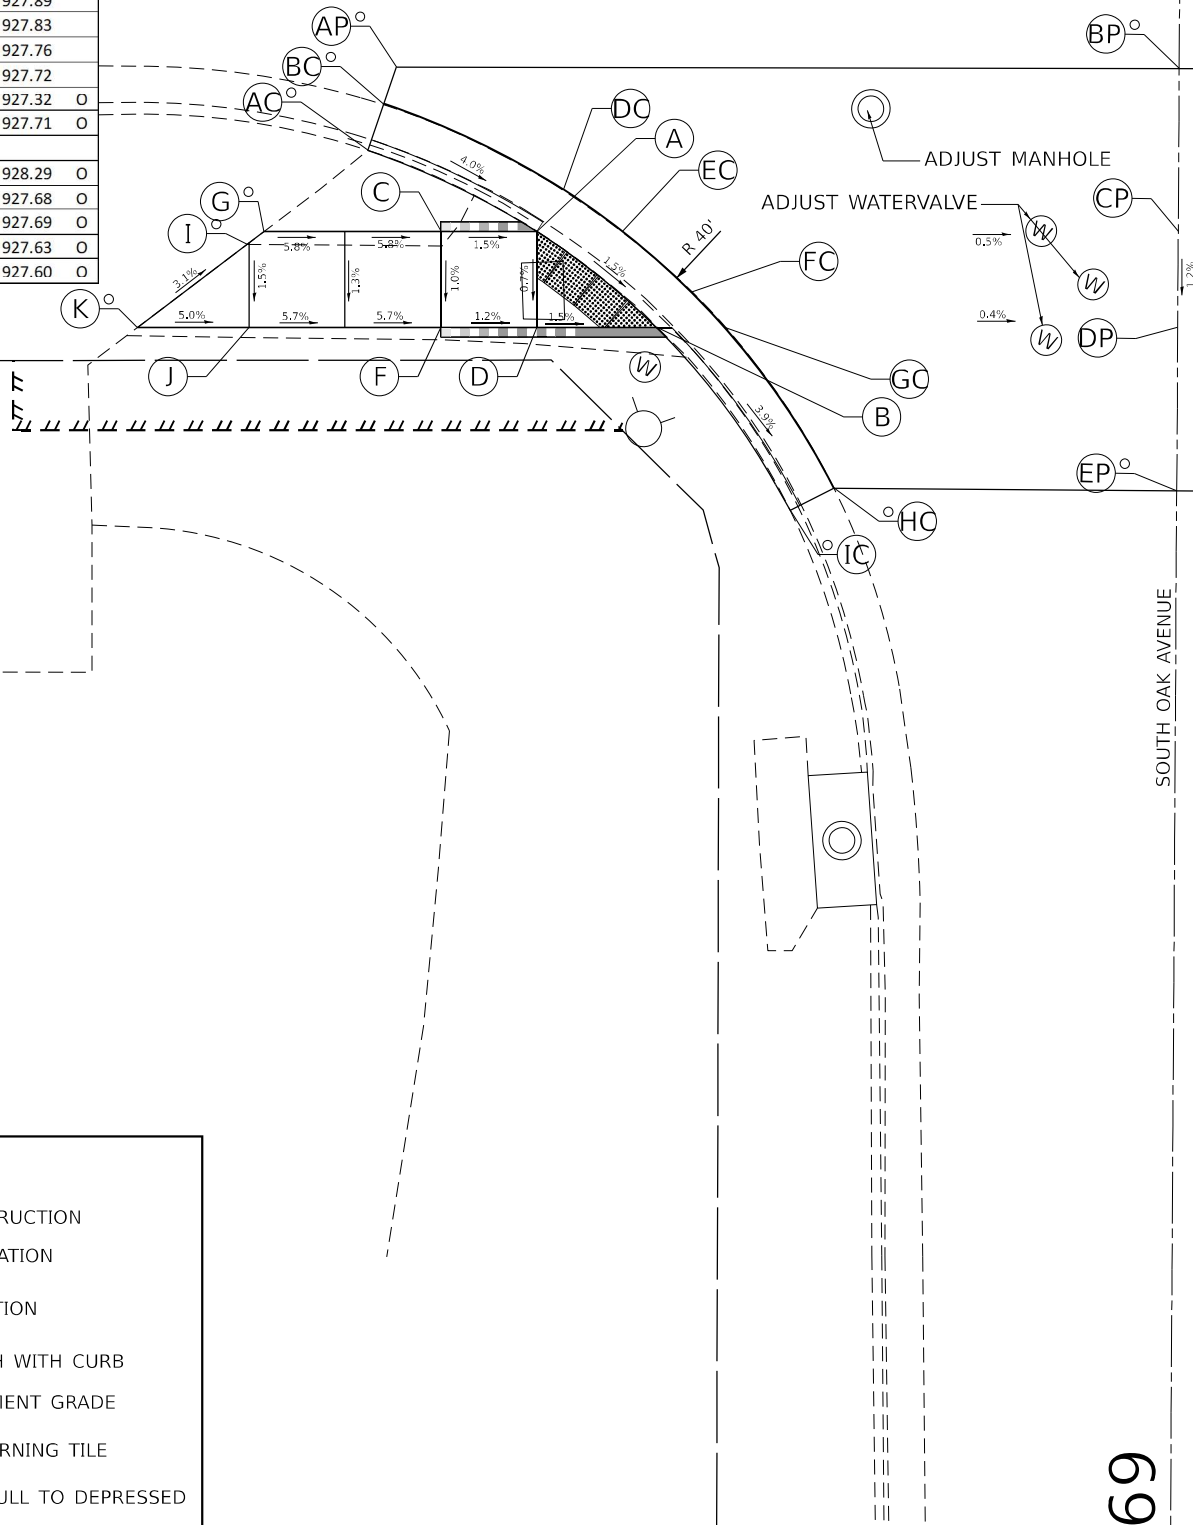 927.89
927.83
927.76
927.72
927.32 O
927.71 O
928.29 O
927.68 O
927.69 O
927.63 O
927.60 O
AP
BC
AC
DC
A
EC
C
G
I
K
J
F
D
FC
GC
B
HC
IC
BP
CP
DP
EP
ADJUST MANHOLE
ADJUST WATERVALVE
W
W
W
W
R 40'
4.0%
5.8%
5.8%
1.5%
1.5%
3.1%
1.5%
1.3%
1.0%
0.7%
5.0%
5.7%
5.7%
1.2%
1.5%
3.9%
0.5%
0.4%
1.2%
SOUTH OAK AVENUE
69
RUCTION
ATION
TION
H WITH CURB
IENT GRADE
RNING TILE
ULL TO DEPRESSED